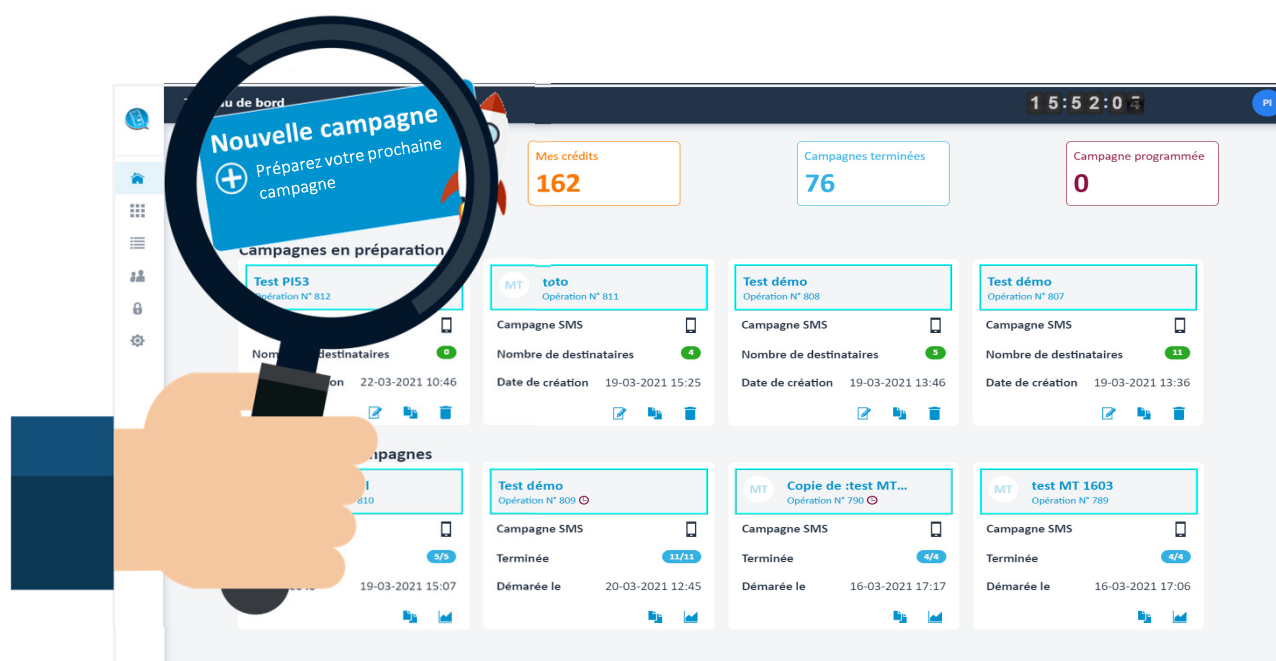 de bord
15:52:0
PI
Nouvelle campagne
Préparez votre prochaine
campagne
Mes crédits
162
Campagnes terminées
76
Campagne programmée
0
Campagnes en préparation
Test PI53
Opération N° 812
MT
toto
Opération N° 811
Test démo
Opération N° 808
Test démo
Opération N° 807
Campagne SMS
Campagne SMS
Campagne SMS
destinataires 0
Nombre de destinataires 4
Nombre de destinataires 5
Nombre de destinataires 11
22-03-2021 10:46
Date de création 19-03-2021 15:25
Date de création 19-03-2021 13:46
Date de création 19-03-2021 13:36
mpagnes
810
Test démo
Opération N° 809
MT
Copie de :test MT...
Opération N° 790
MT
test MT 1603
Opération N° 789
Campagne SMS
Campagne SMS
Campagne SMS
5/5
Terminée 11/11
Terminée 4/4
Terminée 4/4
19-03-2021 15:07
Démarée le 20-03-2021 12:45
Démarée le 16-03-2021 17:17
Démarée le 16-03-2021 17:06